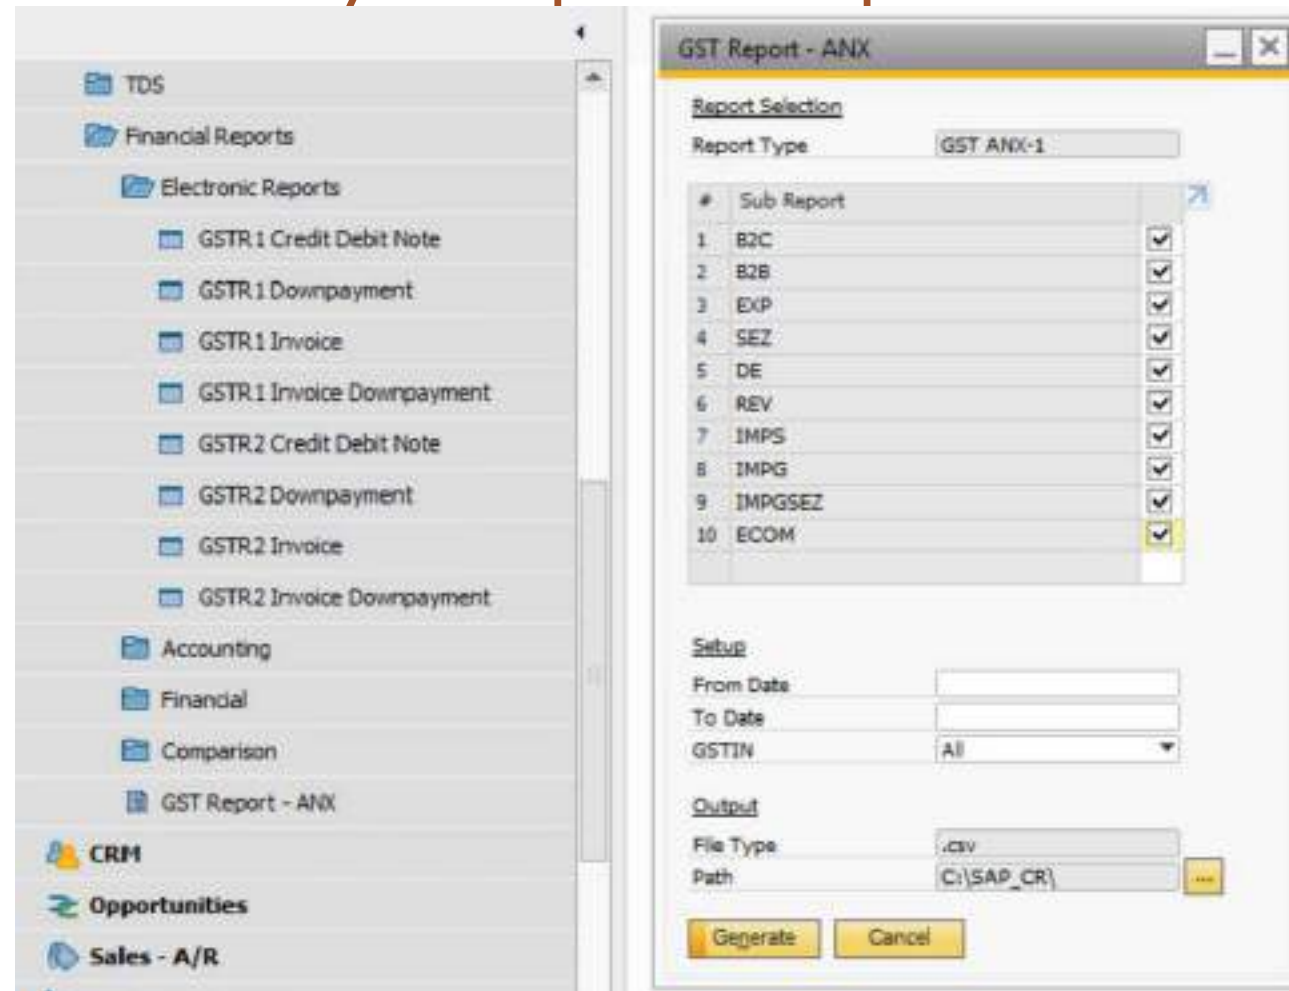 TDS
Financial Reports
Electronic Reports
GSTR1 Credit Debit Note
GSTR1 Downpayment
GSTR1 Invoice
GSTR1 Invoice Downpayment
GSTR2 Credit Debit Note
GSTR2 Downpayment
GSTR2 Invoice
GSTR2 Invoice Downpayment
Accounting
Financial
Comparison
GST Report - ANX
CRM
Opportunities
Sales - A/R
GST Report - ANX
Report Selection
Report Type GST ANX-1
# Sub Report
1 B2C
2 B2B
3 EXP
4 SEZ
5 DE
6 REV
7 IMPS
8 IMPG
9 IMPGSEZ
10 ECOM
Setup
From Date
To Date
GSTIN All
Output
File Type .csv
Path C:\SAP_CR\ ...
Generate Cancel